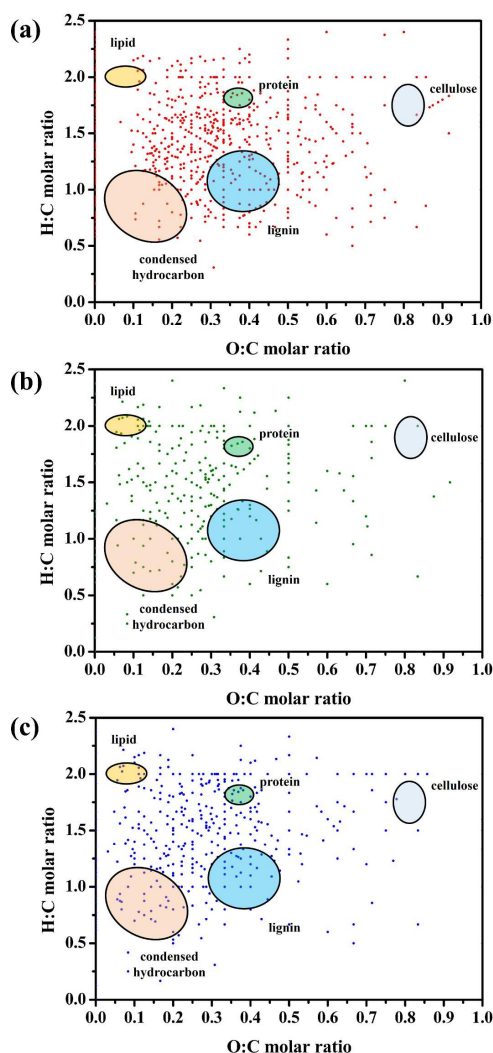 (a)
2.5
2.0
1.5
1.0
0.5
0.0
H:C molar ratio
lipid
protein
cellulose
lignin
condensed
hydrocarbon
0.0 0.1 0.2 0.3 0.4 0.5 0.6 0.7 0.8 0.9 1.0
O:C molar ratio
(b)
2.5
2.0
1.5
1.0
0.5
0.0
H:C molar ratio
lipid
protein
cellulose
lignin
condensed
hydrocarbon
0.0 0.1 0.2 0.3 0.4 0.5 0.6 0.7 0.8 0.9 1.0
O:C molar ratio
(c)
2.5
2.0
1.5
1.0
0.5
0.0
H:C molar ratio
lipid
protein
cellulose
lignin
condensed
hydrocarbon
0.0 0.1 0.2 0.3 0.4 0.5 0.6 0.7 0.8 0.9 1.0
O:C molar ratio